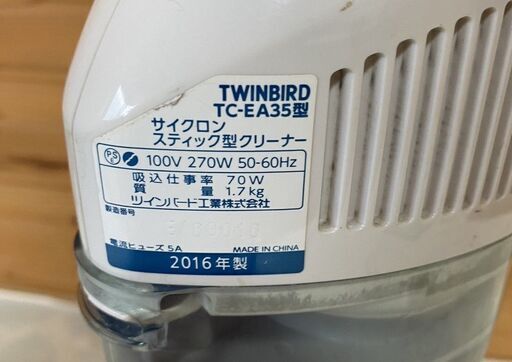 TWINBIRD
TC-EA35型
サイクロン
スティック型クリーナー
PS E 100V 270W 50-60Hz
吸込仕事率 70W
質 量 1.7kg
ツインバード工業株式会社
製造番号
電流ヒューズ 5A MADE IN CHINA
2016年製